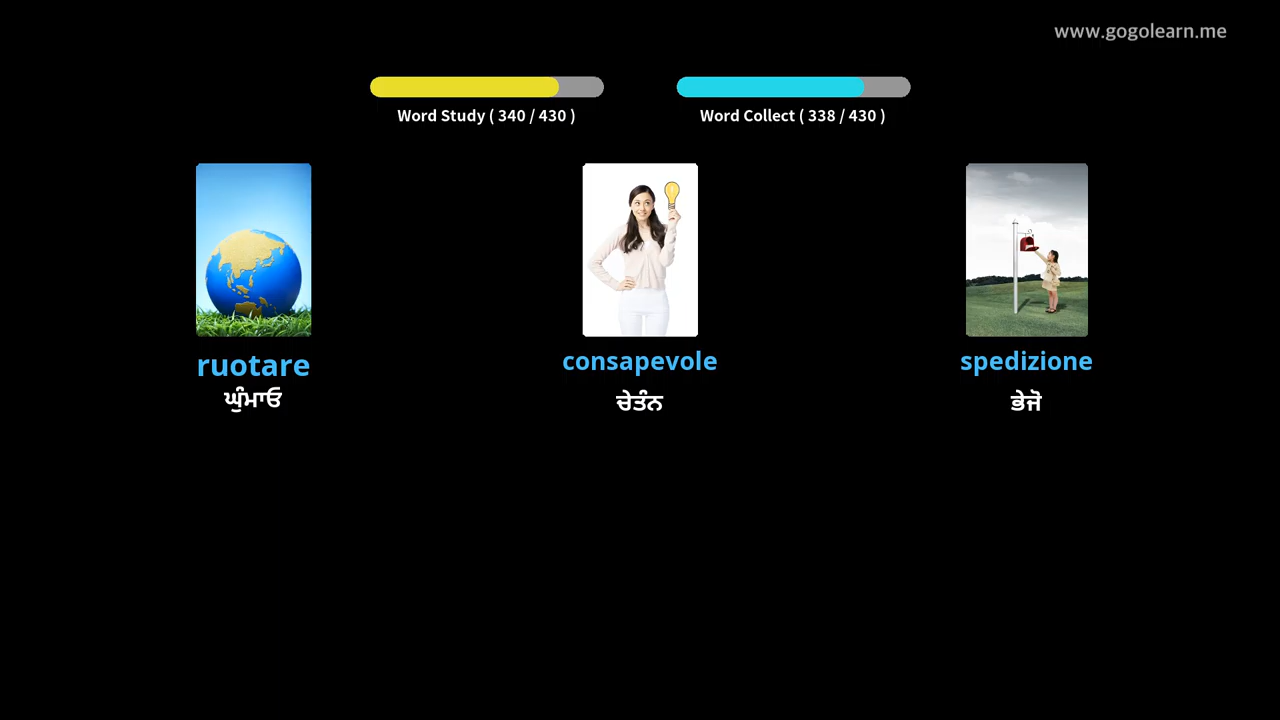 www.gogolearn.me
Word Study ( 340 / 430 )
Word Collect ( 338 / 430 )
ruotare
ਘੁੰਮਾਓ
consapevole
ਚੇਤੰਨ
spedizione
ਭੇਜੋ